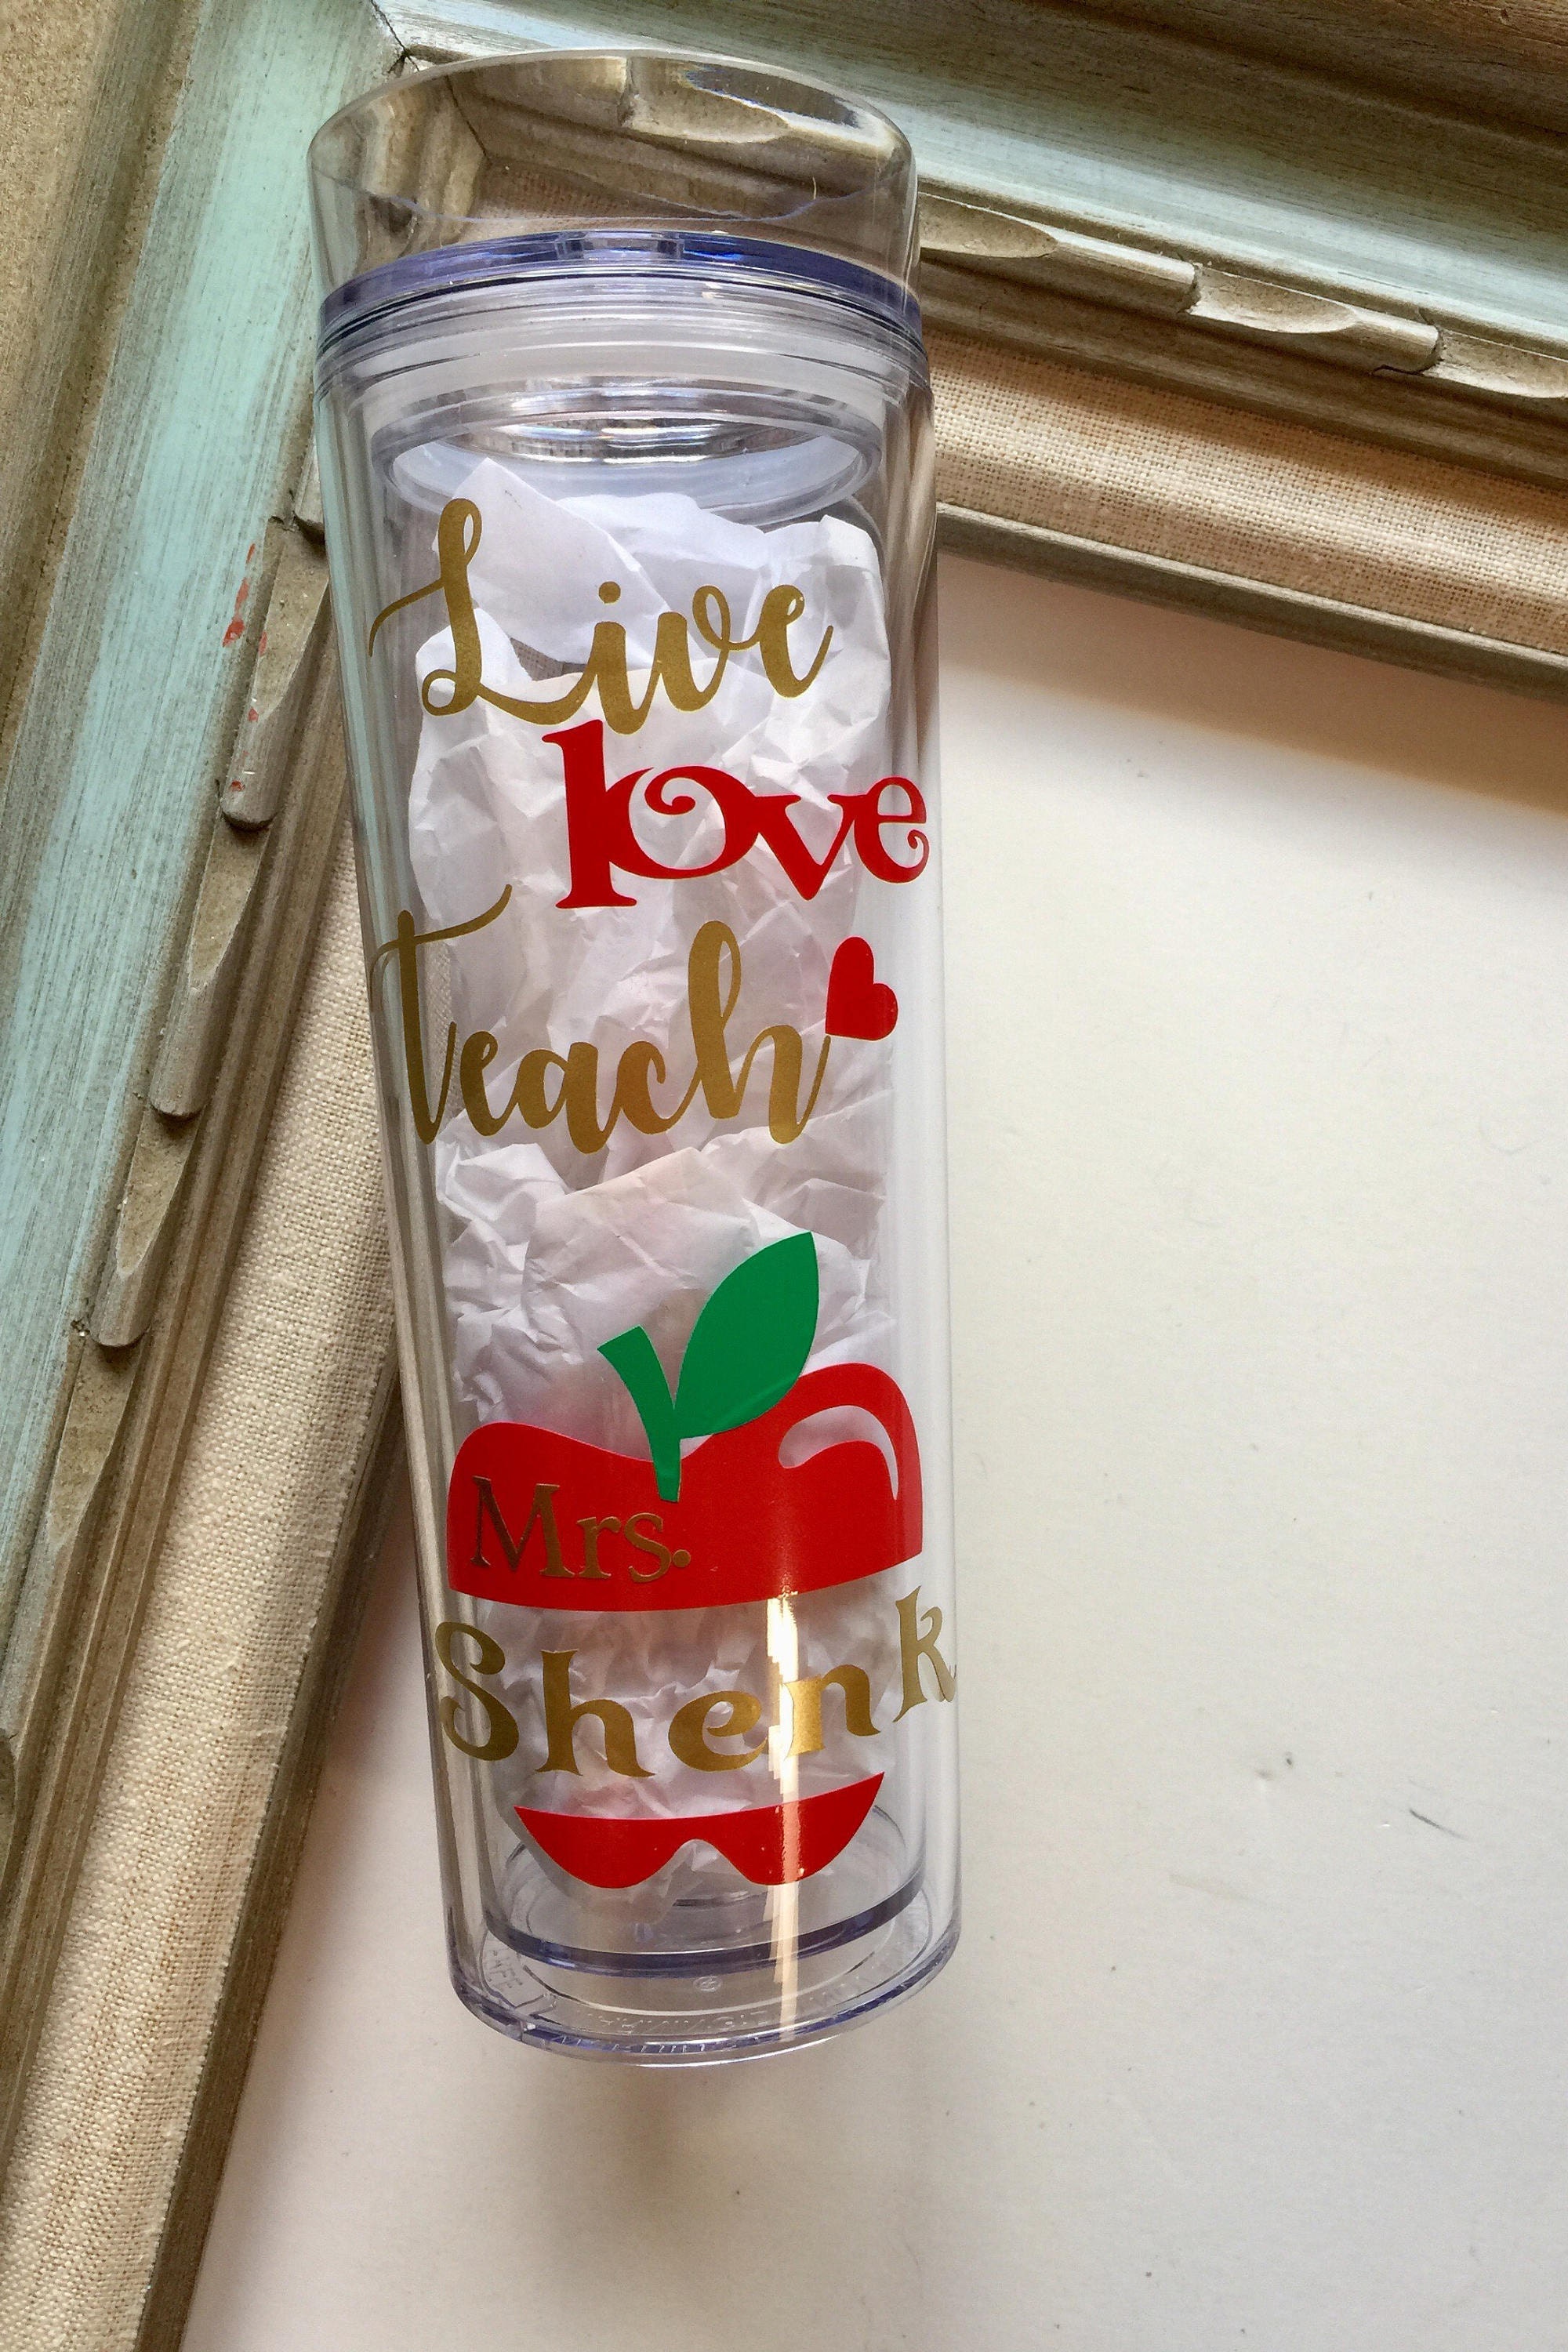 Live
love
teach
Mrs.
Shenk